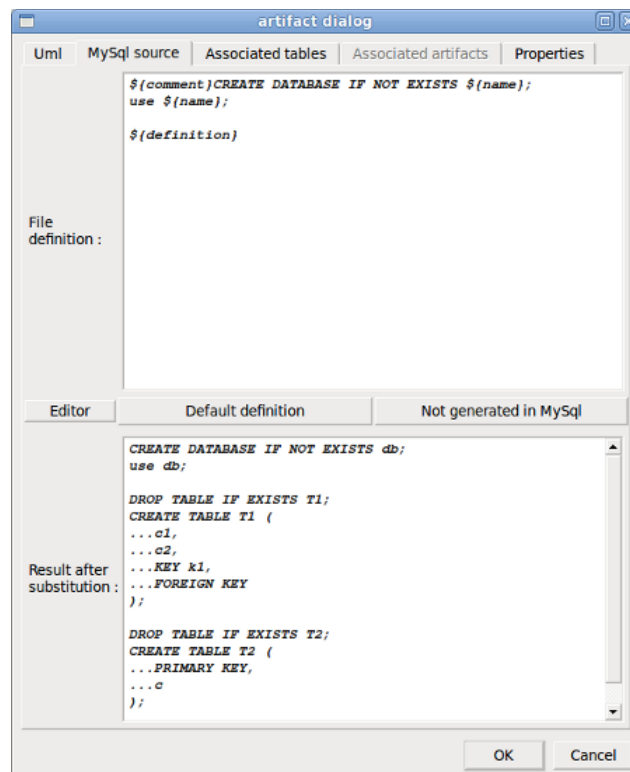 artifact dialog
Uml MySql source Associated tables Associated artifacts Properties
${comment}CREATE DATABASE IF NOT EXISTS ${name};
use ${name};
${definition}
File
definition :
Editor Default definition Not generated in MySql
CREATE DATABASE IF NOT EXISTS db;
use db;
DROP TABLE IF EXISTS T1;
CREATE TABLE T1 (
...c1,
...c2,
...KEY k1,
...FOREIGN KEY
);
DROP TABLE IF EXISTS T2;
CREATE TABLE T2 (
...PRIMARY KEY,
...c
);
Result after
substitution :
OK Cancel